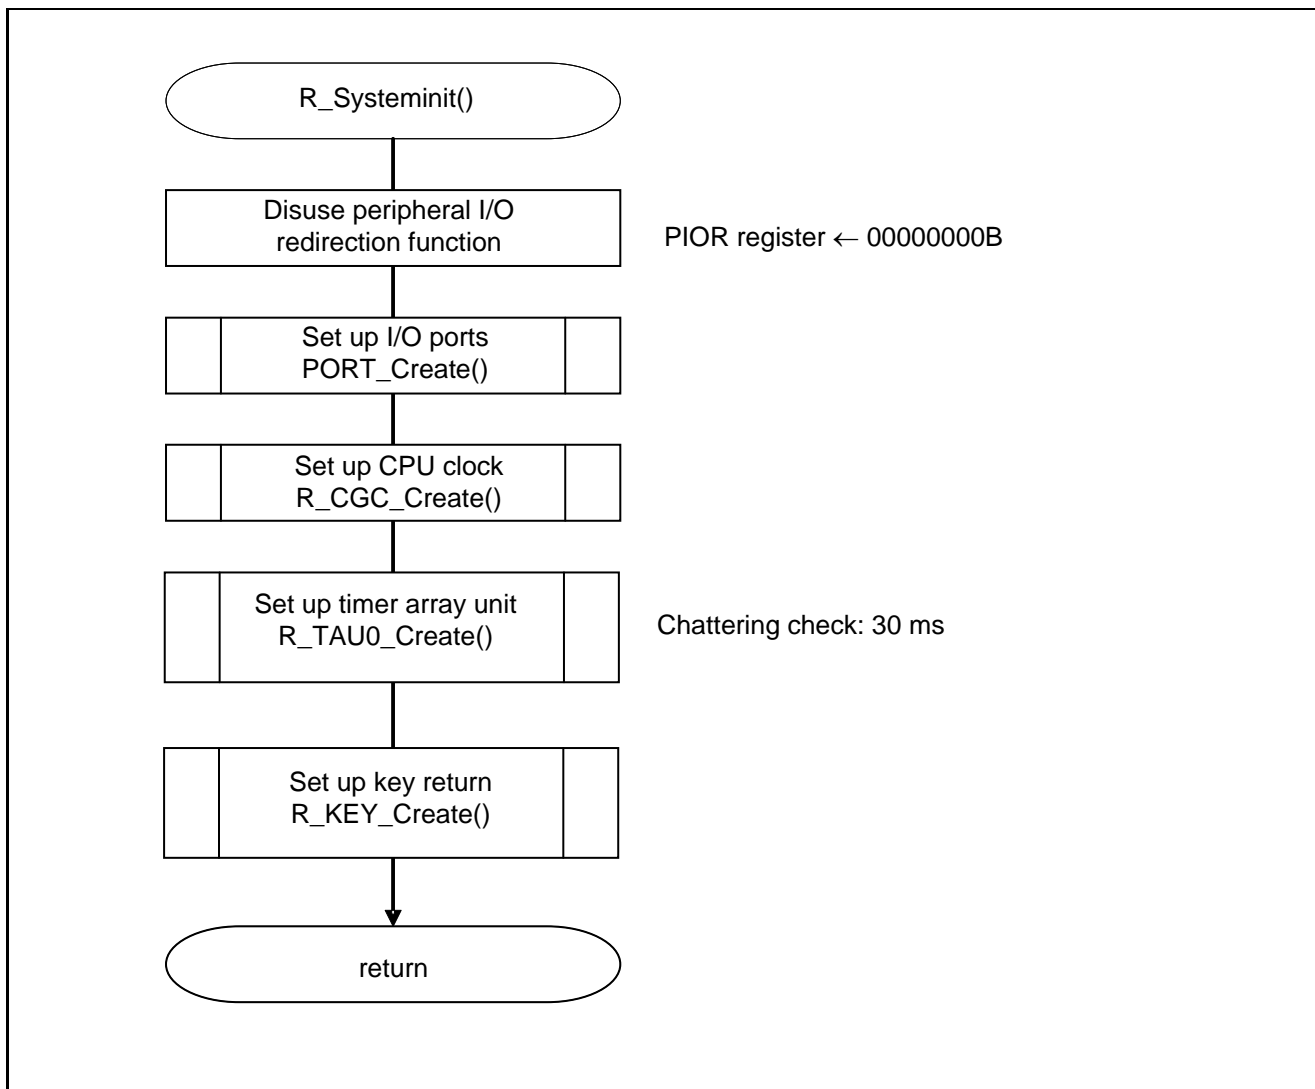 R_Systeminit()
Disuse peripheral I/O
redirection function
PIOR register ← 00000000B
Set up I/O ports
PORT_Create()
Set up CPU clock
R_CGC_Create()
Set up timer array unit
R_TAU0_Create()
Chattering check: 30 ms
Set up key return
R_KEY_Create()
return